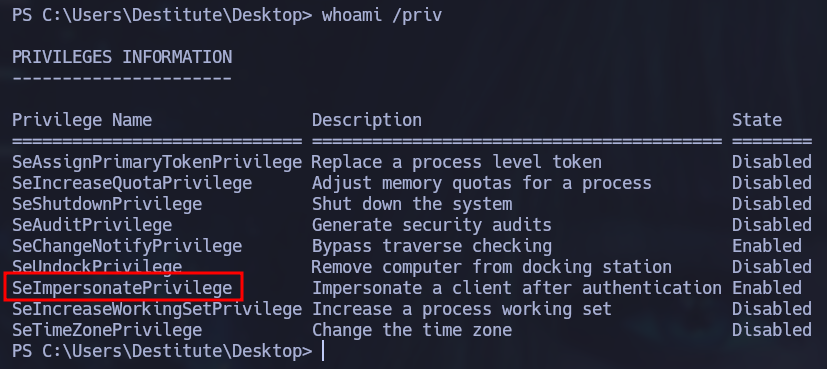 PS C:\Users\Destitute\Desktop> whoami /priv
PRIVILEGES INFORMATION
----------------------
Privilege Name                Description                               State
============================= ========================================= ========
SeAssignPrimaryTokenPrivilege Replace a process level token             Disabled
SeIncreaseQuotaPrivilege      Adjust memory quotas for a process        Disabled
SeShutdownPrivilege           Shut down the system                      Disabled
SeAuditPrivilege              Generate security audits                  Disabled
SeChangeNotifyPrivilege       Bypass traverse checking                  Enabled
SeUndockPrivilege             Remove computer from docking station      Disabled
SeImpersonatePrivilege        Impersonate a client after authentication Enabled
SeIncreaseWorkingSetPrivilege Increase a process working set            Disabled
SeTimeZonePrivilege           Change the time zone                      Disabled
PS C:\Users\Destitute\Desktop>